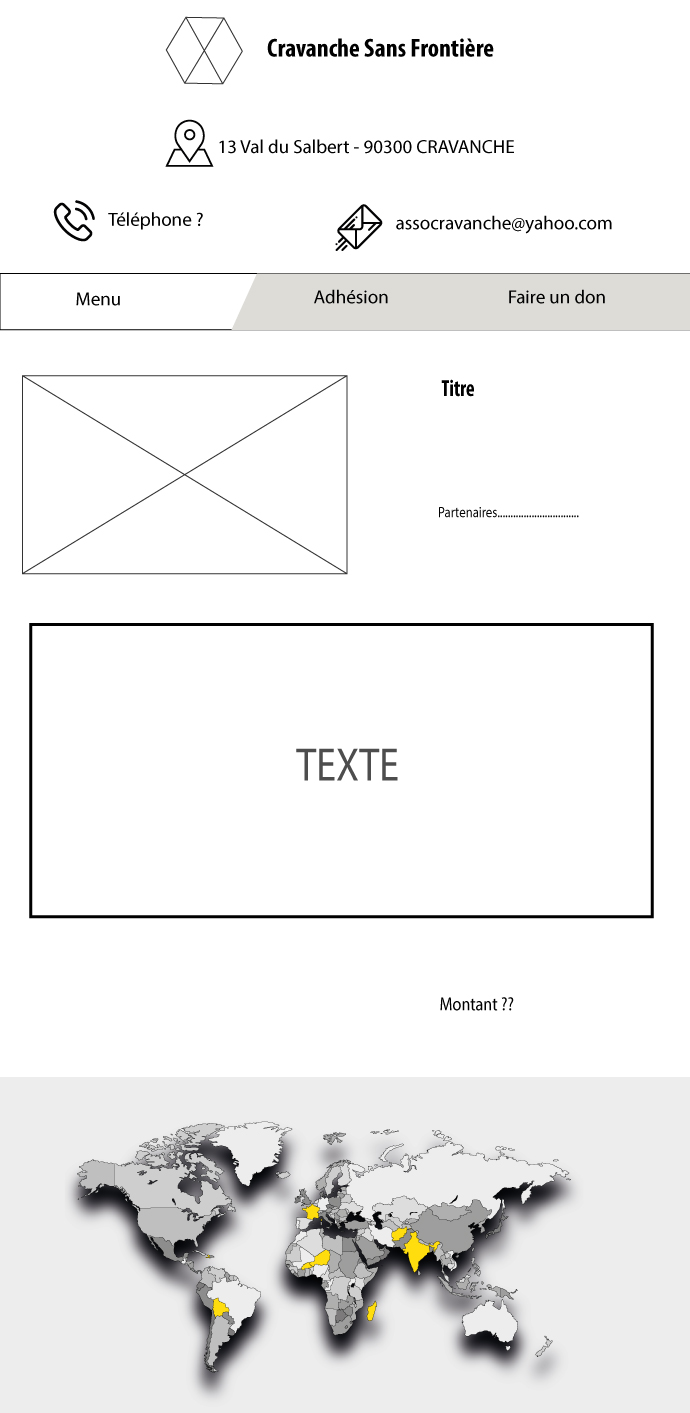 Cravanche Sans Frontière
13 Val du Salbert - 90300 CRAVANCHE
Téléphone ?
assocravanche@yahoo.com
Menu
Adhésion
Faire un don
Titre
Partenaires...............................
TEXTE
Montant ??